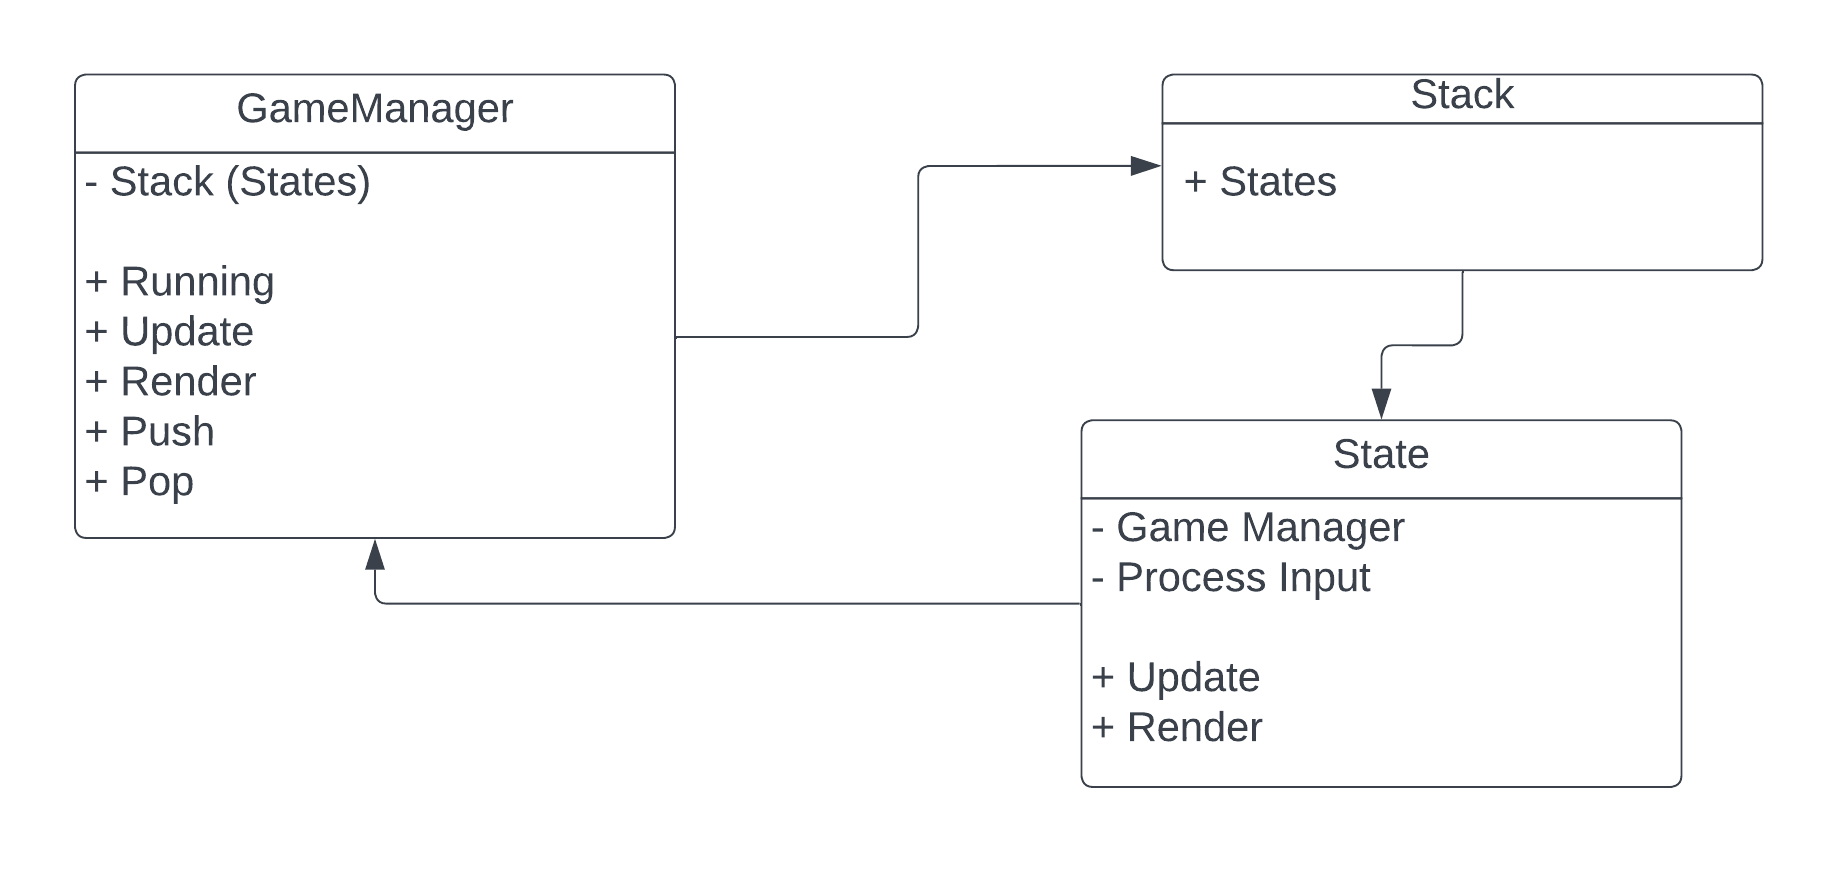 GameManager
- Stack (States)
+ Running
+ Update
+ Render
+ Push
+ Pop
Stack
+ States
State
- Game Manager
- Process Input
+ Update
+ Render